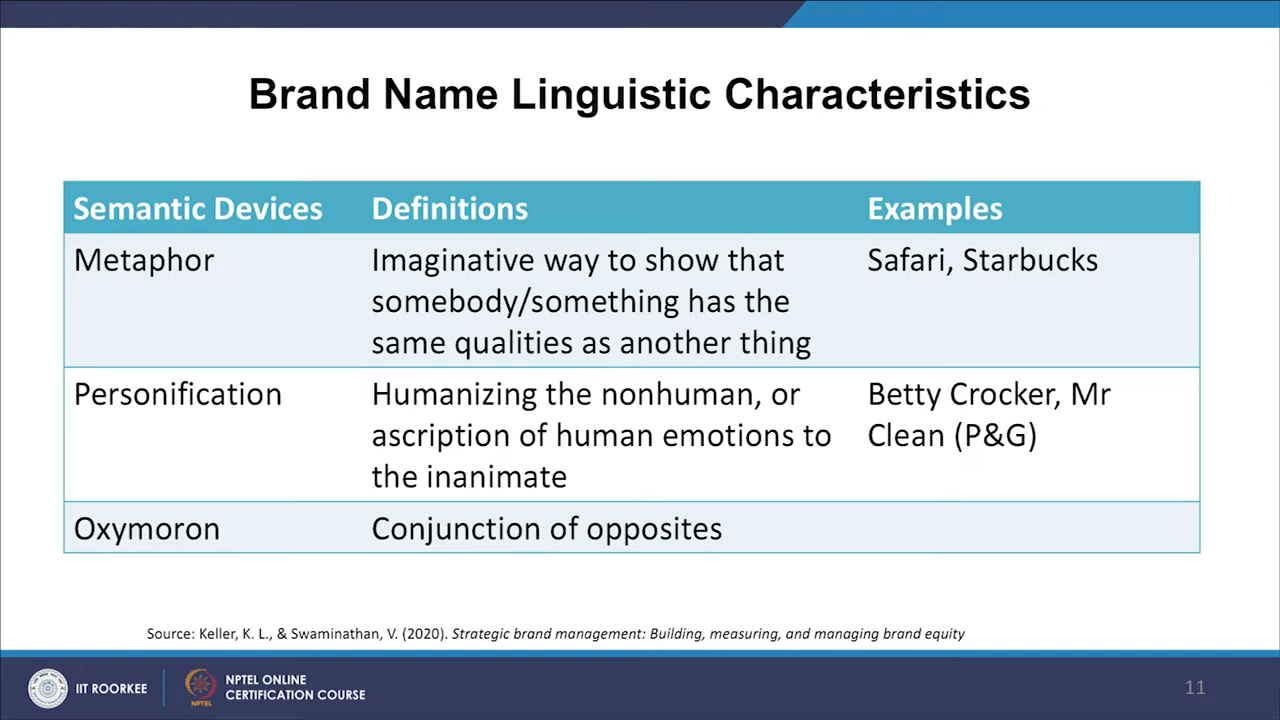 Brand Name Linguistic Characteristics
Semantic Devices Definitions Examples
Metaphor Imaginative way to show that Safari, Starbucks
somebody/something has the
same qualities as another thing
Personification Humanizing the nonhuman, or Betty Crocker, Mr
ascription of human emotions to Clean (P&G)
the inanimate
Oxymoron Conjunction of opposites
Source: Keller, K. L., & Swaminathan, V. (2020). Strategic brand management: Building, measuring, and managing brand equity
IIT ROORKEE
NPTEL
NPTEL ONLINE
CERTIFICATION COURSE
11